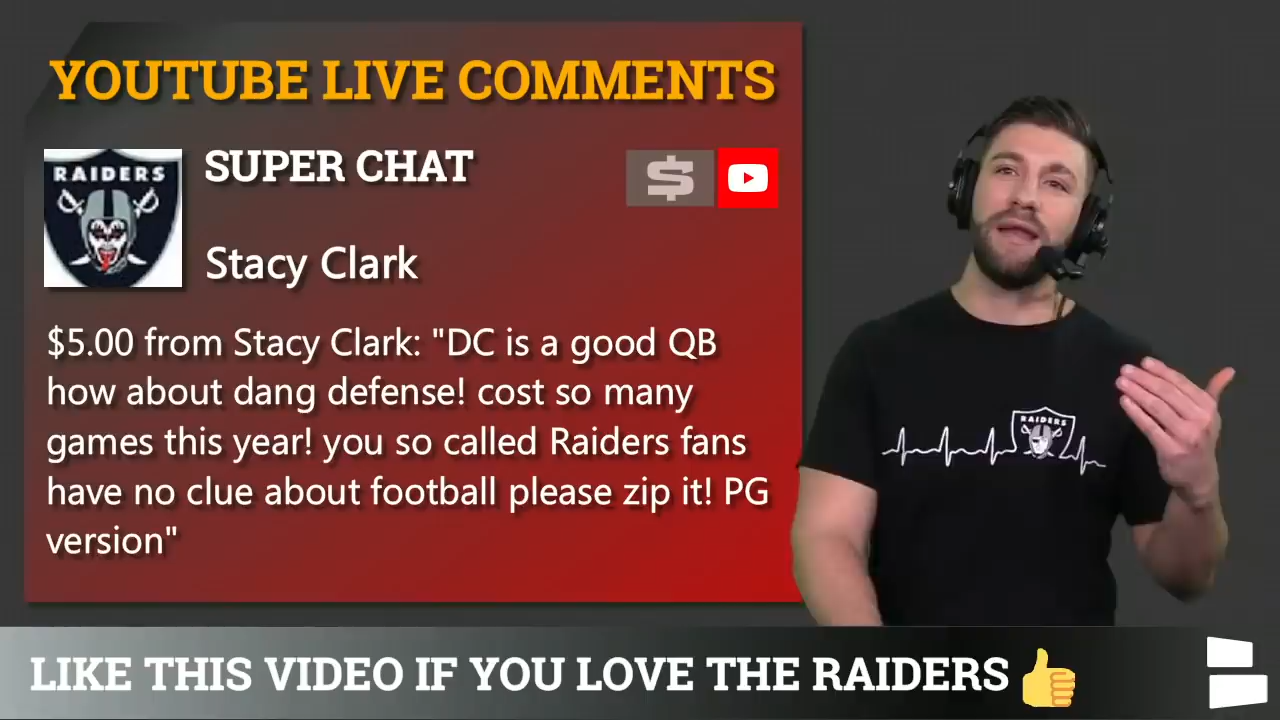 YOUTUBE LIVE COMMENTS
RAIDERS
SUPER CHAT
$
Stacy Clark
$5.00 from Stacy Clark: "DC is a good QB
how about dang defense! cost so many
games this year! you so called Raiders fans
have no clue about football please zip it! PG
version"
RAIDERS
LIKE THIS VIDEO IF YOU LOVE THE RAIDERS 👍